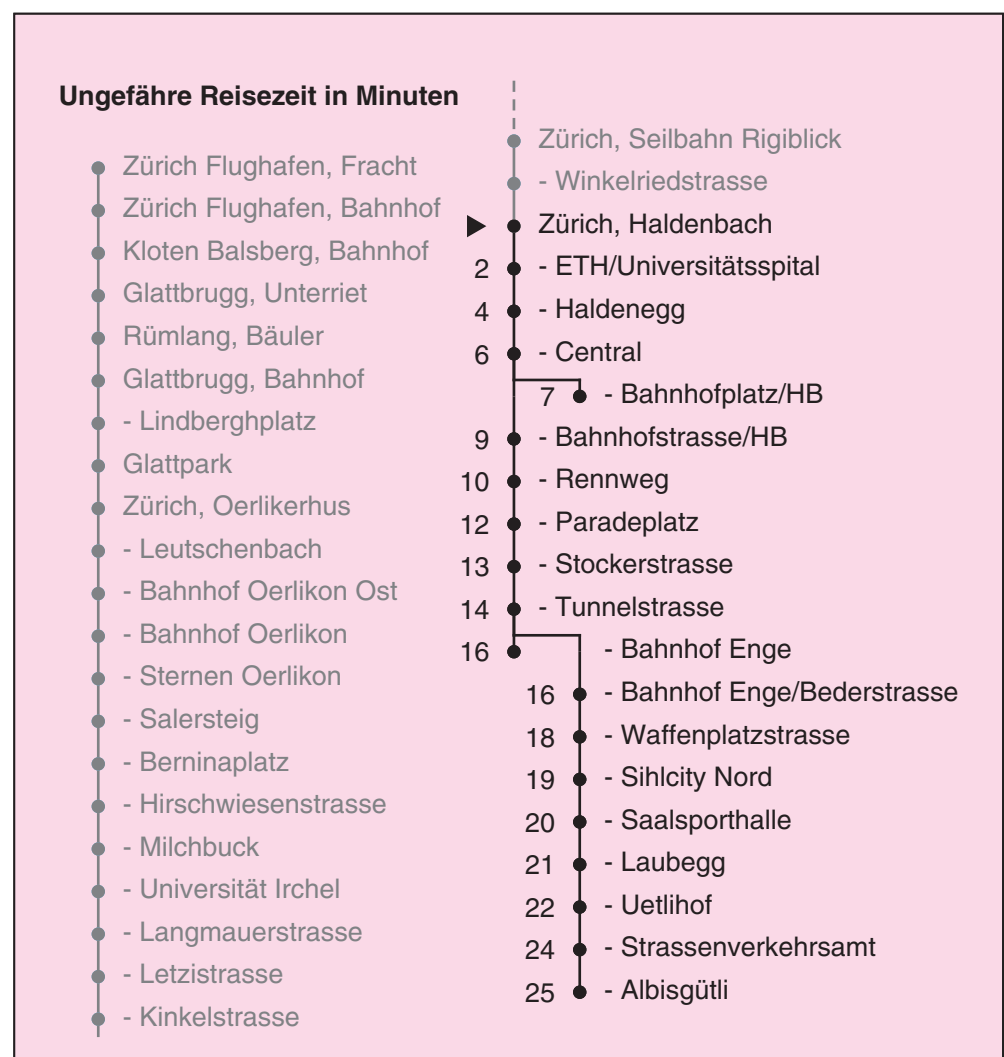 Ungefähre Reisezeit in Minuten
Zürich Flughafen, Fracht
Zürich Flughafen, Bahnhof
Kloten Balsberg, Bahnhof
Glattbrugg, Unterriet
Rümlang, Bäuler
Glattbrugg, Bahnhof
- Lindberghplatz
Glattpark
Zürich, Oerlikerhus
- Leutschenbach
- Bahnhof Oerlikon Ost
- Bahnhof Oerlikon
- Sternen Oerlikon
- Salersteig
- Berninaplatz
- Hirschwiesenstrasse
- Milchbuck
- Universität Irchel
- Langmauerstrasse
- Letzistrasse
- Kinkelstrasse
Zürich, Seilbahn Rigiblick
- Winkelriedstrasse
Zürich, Haldenbach
2 - ETH/Universitätsspital
4 - Haldenegg
6 - Central
7 - Bahnhofplatz/HB
9 - Bahnhofstrasse/HB
10 - Rennweg
12 - Paradeplatz
13 - Stockerstrasse
14 - Tunnelstrasse
16 - Bahnhof Enge
16 - Bahnhof Enge/Bederstrasse
18 - Waffenplatzstrasse
19 - Sihlcity Nord
20 - Saalsporthalle
21 - Laubegg
22 - Uetlihof
24 - Strassenverkehrsamt
25 - Albisgütli